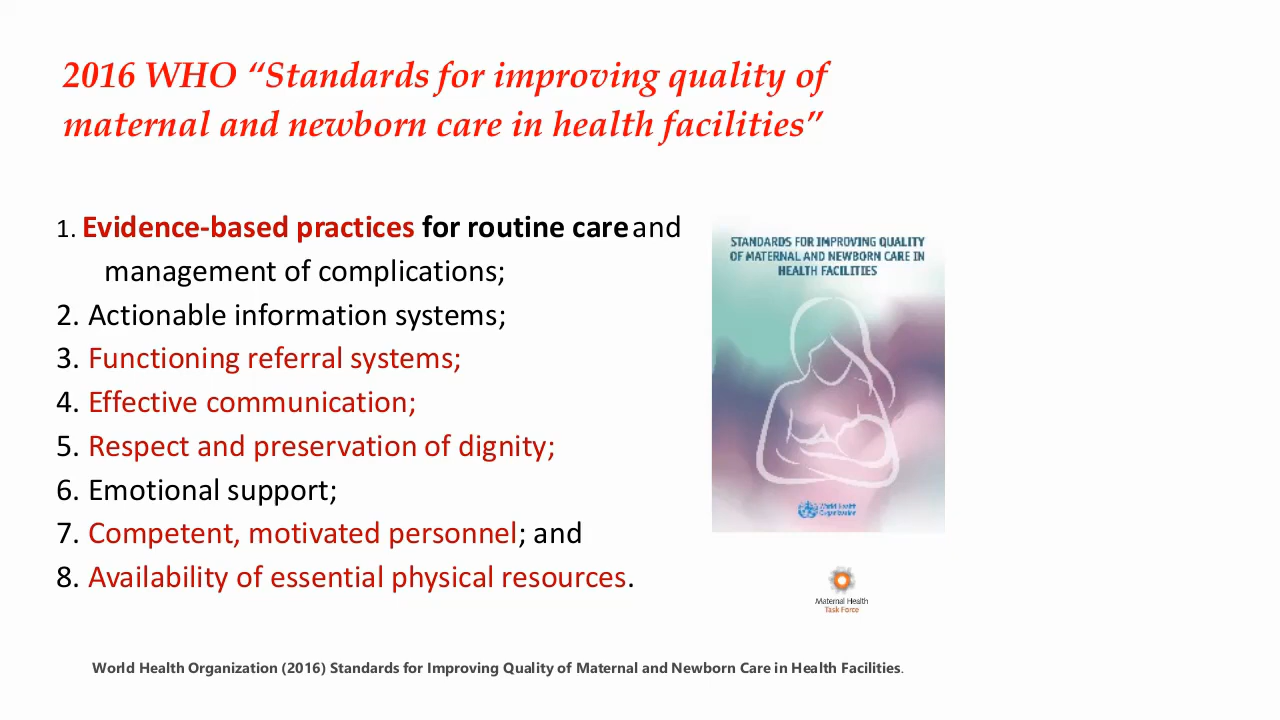 2016 WHO “Standards for improving quality of
maternal and newborn care in health facilities”
1. Evidence-based practices for routine care and
management of complications;
2. Actionable information systems;
3. Functioning referral systems;
4. Effective communication;
5. Respect and preservation of dignity;
6. Emotional support;
7. Competent, motivated personnel; and
8. Availability of essential physical resources.
STANDARDS FOR IMPROVING QUALITY
OF MATERNAL AND NEWBORN CARE IN
HEALTH FACILITIES
World Health
Organization
Maternal Health
Task Force
World Health Organization (2016) Standards for Improving Quality of Maternal and Newborn Care in Health Facilities.